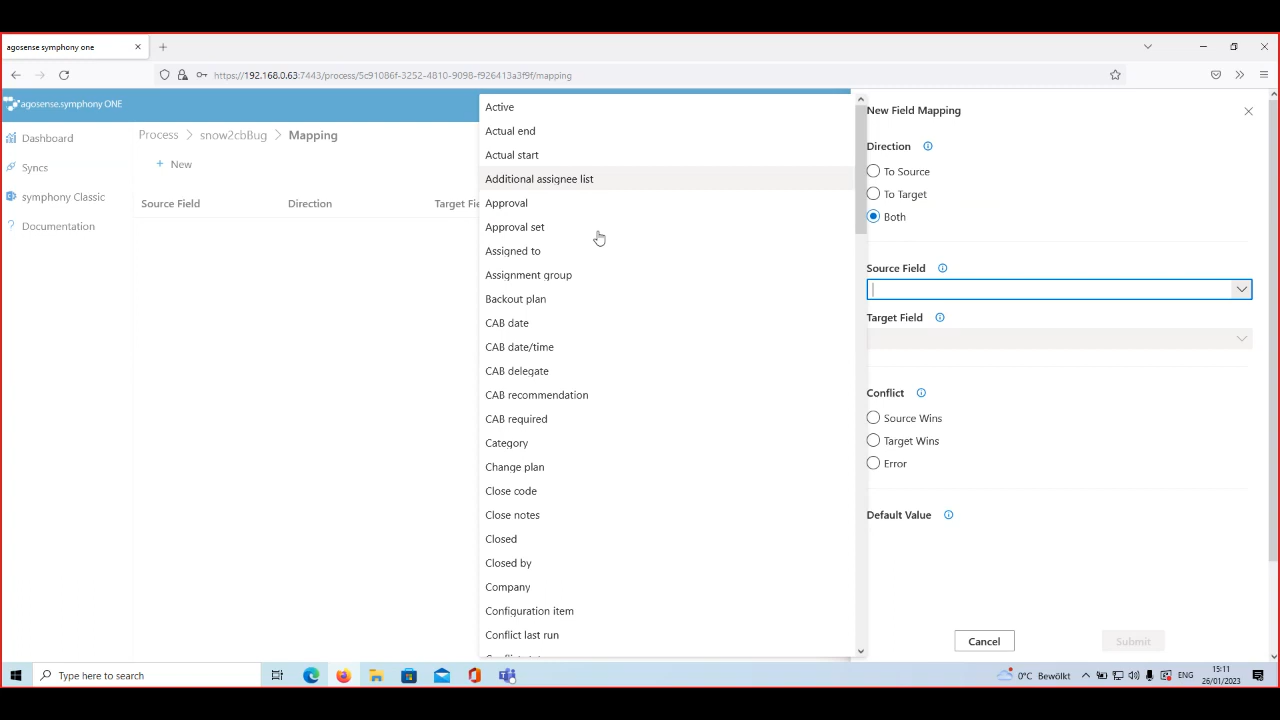 agosense symphony one
https://192.168.0.63:7443/process/5c91086f-3252-4810-9098-f926413a3f9f/mapping
agosense.symphony ONE
Dashboard
Syncs
symphony Classic
Documentation
Process > snow2cbBug > Mapping
+ New
Source Field Direction Target Fie
Active
Actual end
Actual start
Additional assignee list
Approval
Approval set
Assigned to
Assignment group
Backout plan
CAB date
CAB date/time
CAB delegate
CAB recommendation
CAB required
Category
Change plan
Close code
Close notes
Closed
Closed by
Company
Configuration item
Conflict last run
New Field Mapping
Direction
To Source
To Target
Both
Source Field
Target Field
Conflict
Source Wins
Target Wins
Error
Default Value
Cancel Submit
Type here to search
0°C Bewölkt
ENG
15:11
26/01/2023